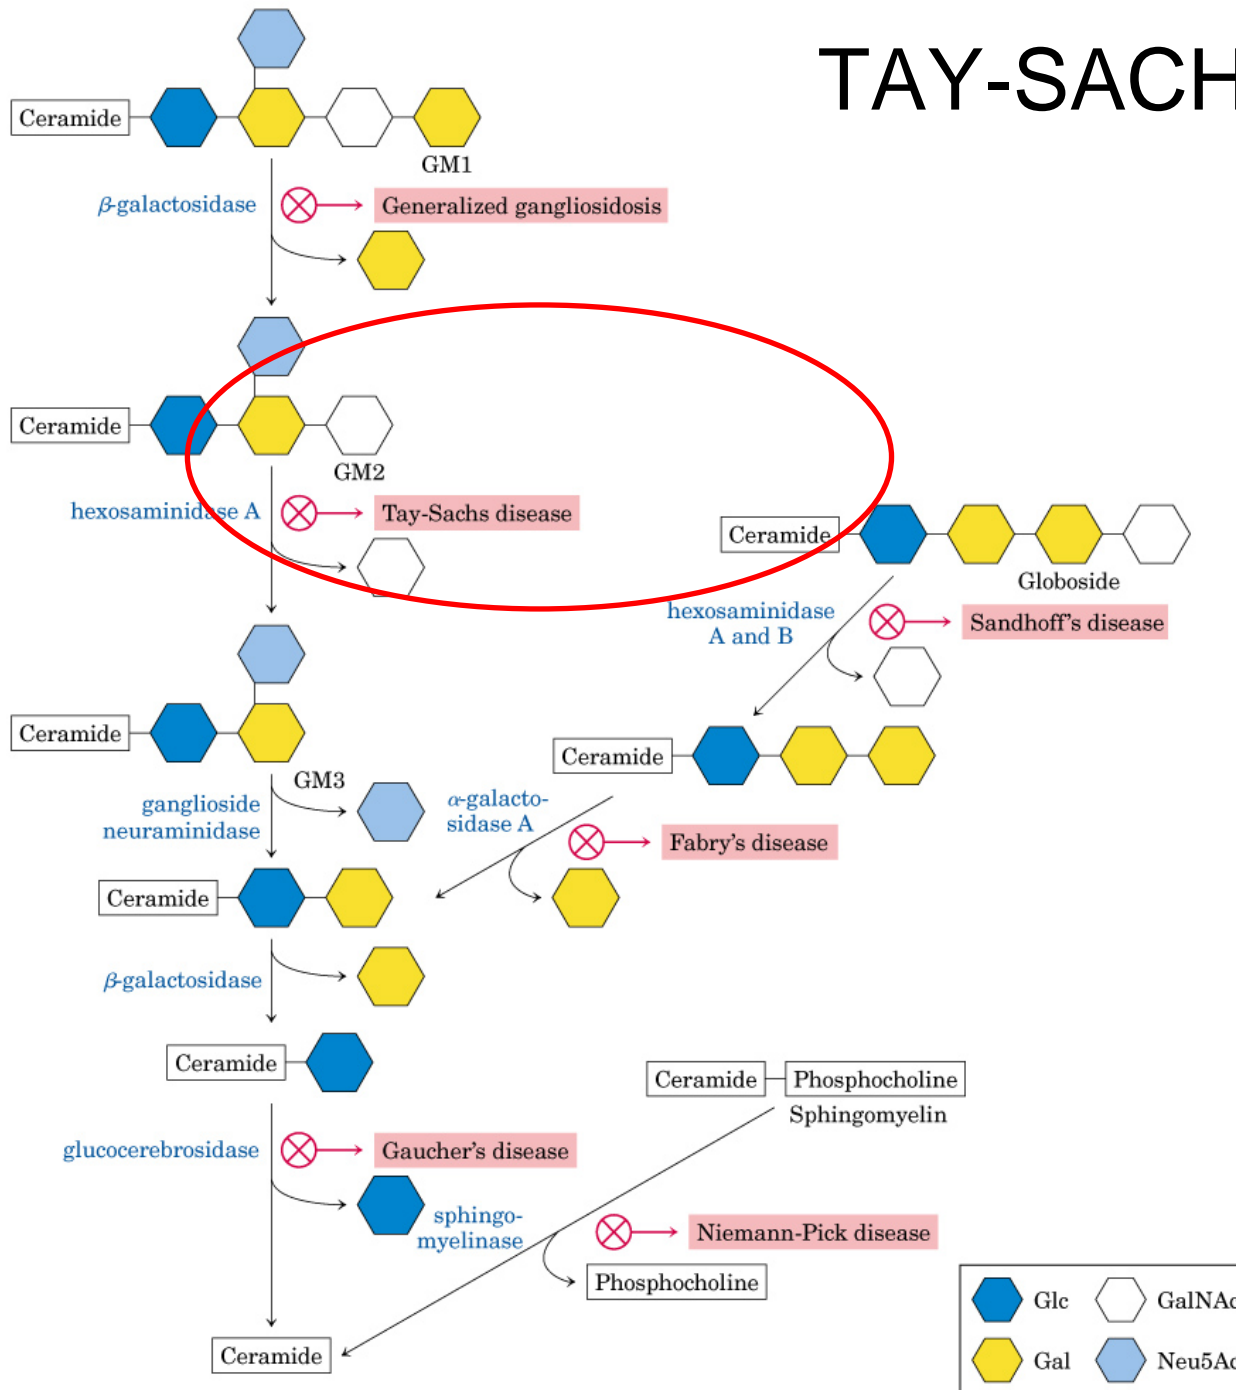 TAY-SACH
Ceramide
GM1
β-galactosidase
Generalized gangliosidosis
Ceramide
GM2
hexosaminidase A
Tay-Sachs disease
Ceramide
Globoside
hexosaminidase
A and B
Sandhoff's disease
Ceramide
GM3
ganglioside
neuraminidase
Ceramide
α-galacto-
sidase A
Fabry's disease
Ceramide
β-galactosidase
Ceramide
Ceramide
Phosphocholine
Sphingomyelin
glucocerebrosidase
Gaucher's disease
sphingo-
myelinase
Niemann-Pick disease
Phosphocholine
Ceramide
Glc
GalNAc
Gal
Neu5Ac